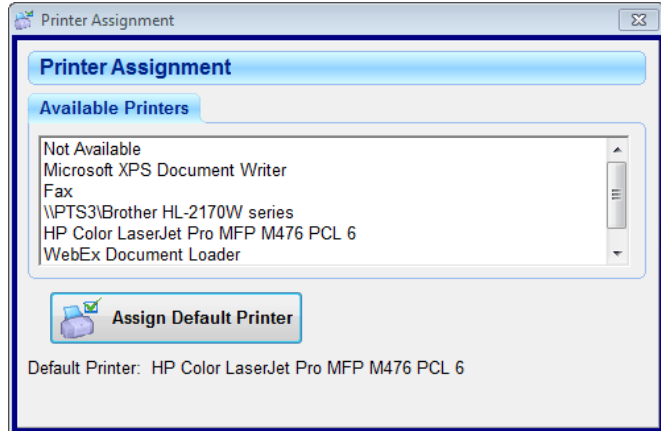 Printer Assignment
Printer Assignment
Available Printers
Not Available
Microsoft XPS Document Writer
Fax
\\PTS3\Brother HL-2170W series
HP Color LaserJet Pro MFP M476 PCL 6
WebEx Document Loader
Assign Default Printer
Default Printer: HP Color LaserJet Pro MFP M476 PCL 6